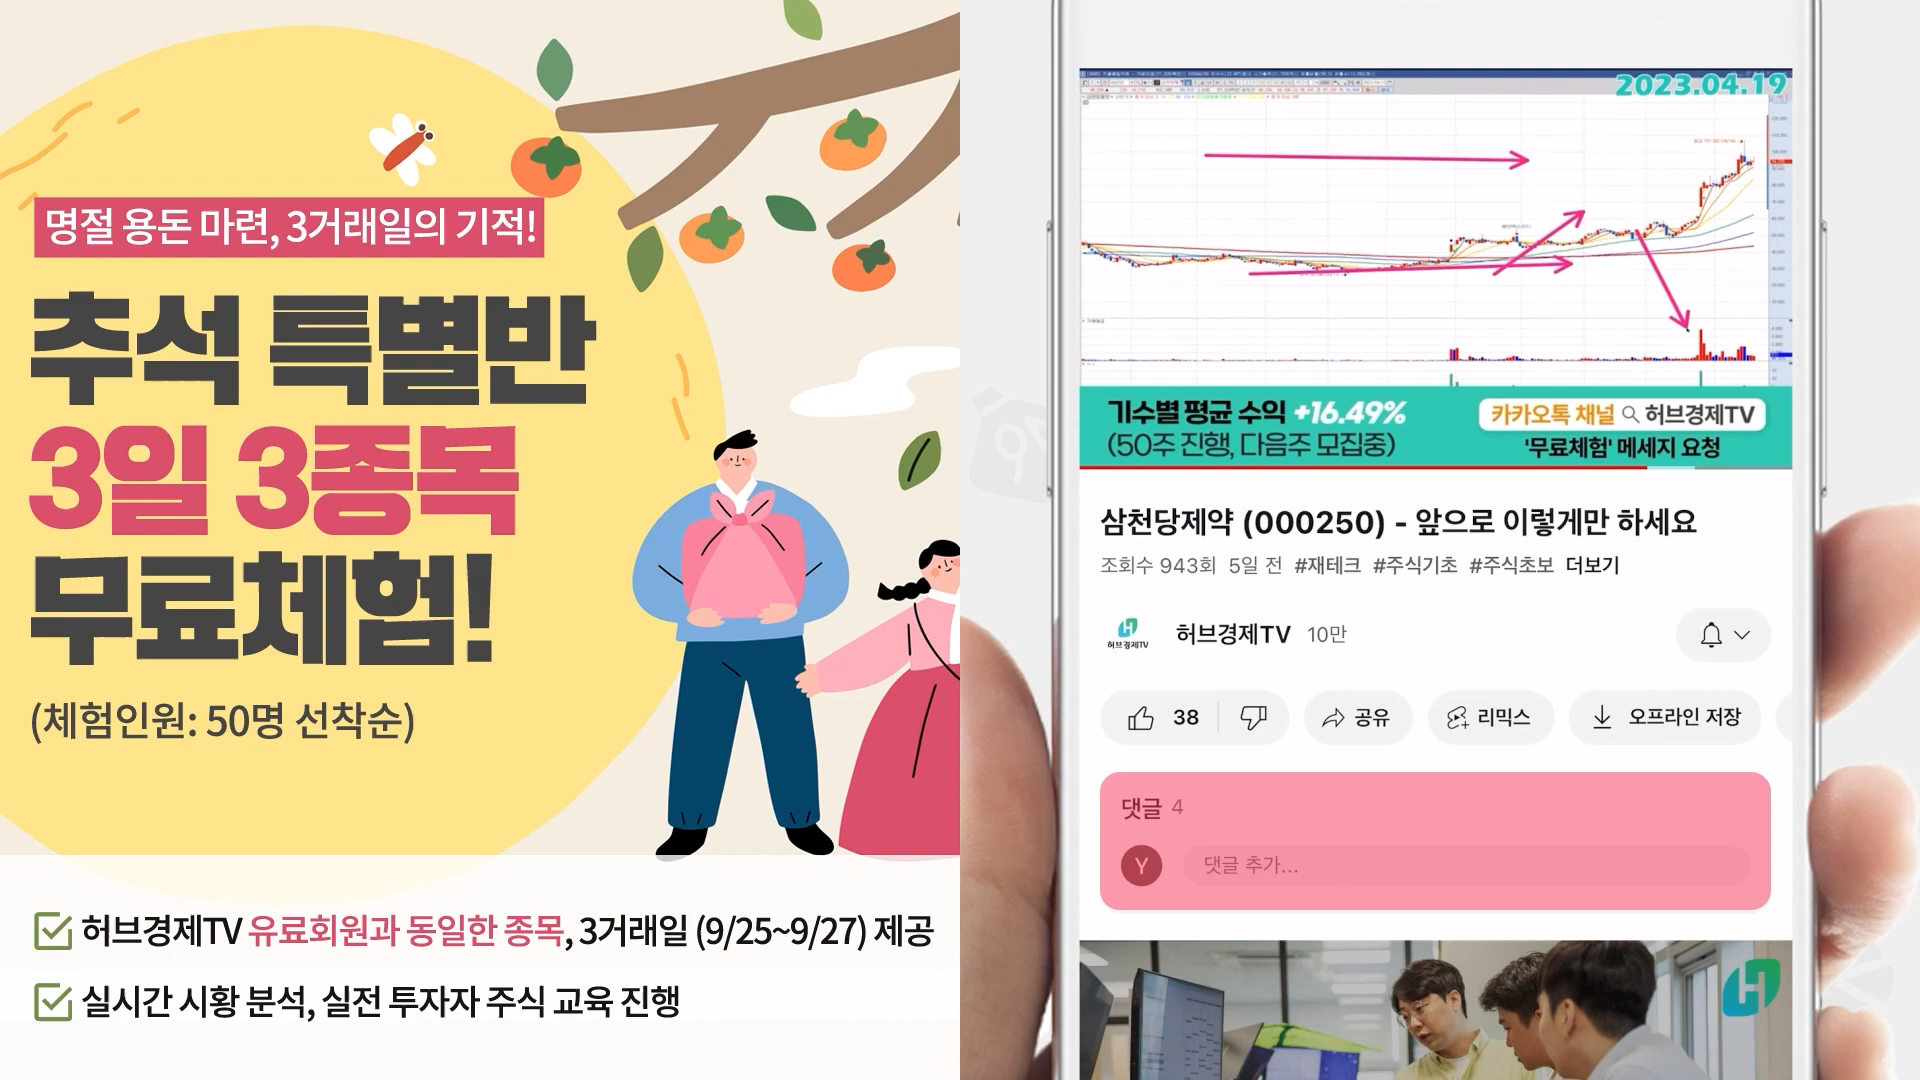 명절 용돈 마련, 3거래일의 기적!
추석 특별반
3일 3종목
무료체험!
(체험인원: 50명 선착순)
허브경제TV 유료회원과 동일한 종목, 3거래일 (9/25~9/27) 제공
실시간 시황 분석, 실전 투자자 주식 교육 진행
2023.04.19
기수별 평균 수익 +16.49%
(50주 진행, 다음주 모집중)
카카오톡 채널 허브경제TV
'무료체험' 메세지 요청
삼천당제약 (000250) - 앞으로 이렇게만 하세요
조회수 943회 5일 전 #재테크 #주식기초 #주식초보 더보기
허브경제TV
허브경제TV 10만
38 공유 리믹스 오프라인 저장
댓글 4
Y 댓글 추가...